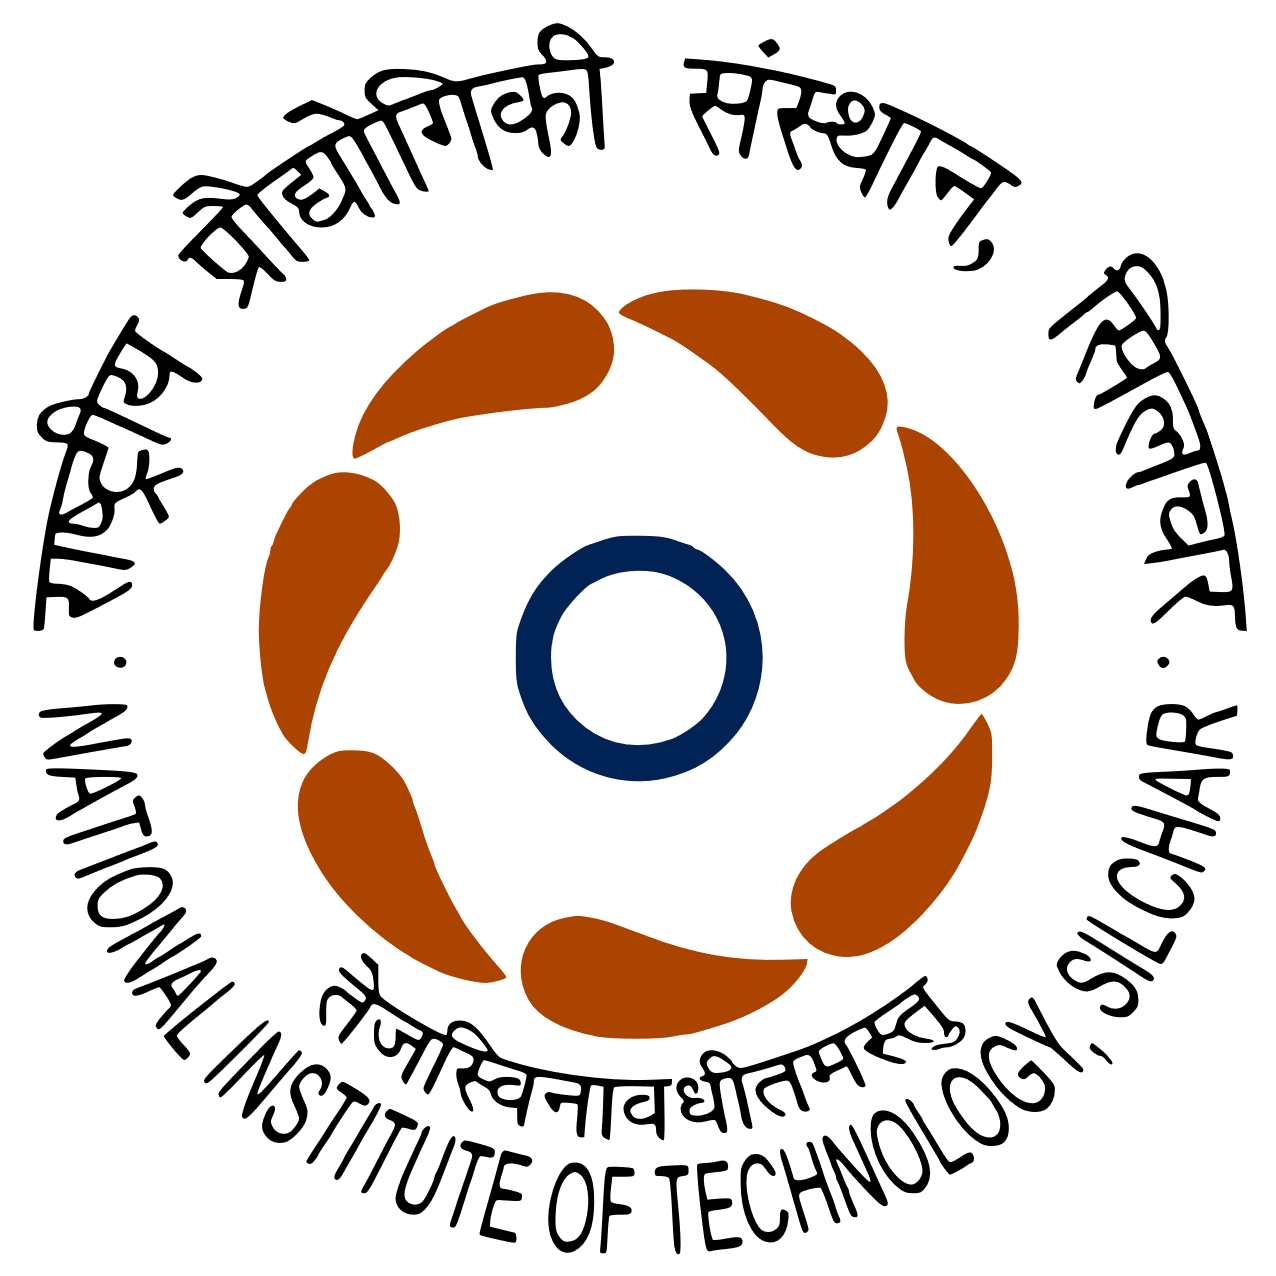 राष्ट्रीय प्रौद्योगिकी संस्थान, सिलचर
तेजस्विनावधीतमस्तु
· NATIONAL INSTITUTE OF TECHNOLOGY, SILCHAR ·